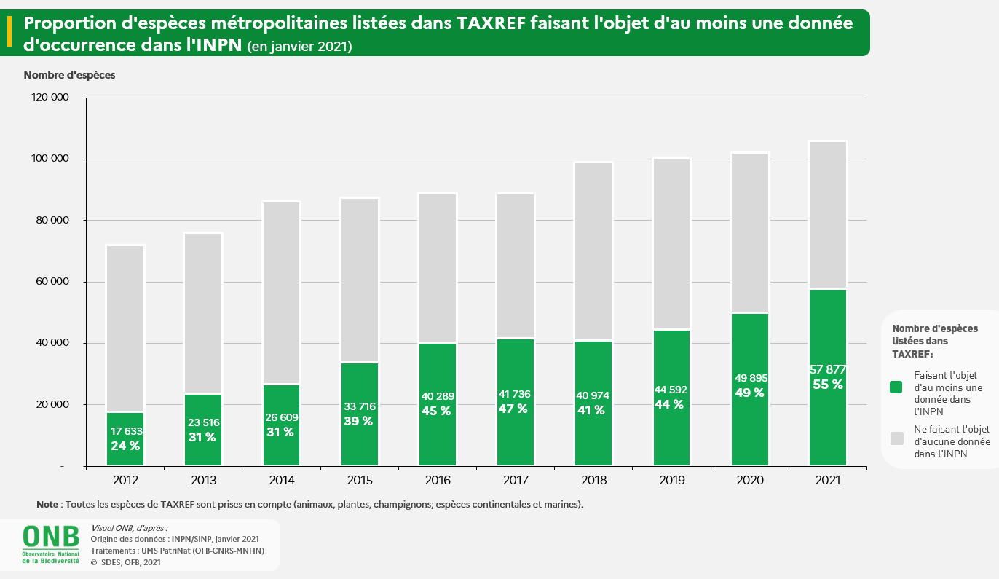 Proportion d'espèces métropolitaines listées dans TAXREF faisant l'objet d'au moins une donnée
d'occurrence dans l'INPN (en janvier 2021)
Nombre d'espèces
120 000
100 000
80 000
60 000
40 000
20 000
-
17 633
24 %
23 516
31 %
26 609
31 %
33 716
39 %
40 289
45 %
41 736
47 %
40 974
41 %
44 592
44 %
49 895
49 %
57 877
55 %
2012 2013 2014 2015 2016 2017 2018 2019 2020 2021
Nombre d'espèces
listées dans
TAXREF:
Faisant l'objet
d'au moins une
donnée dans
l'INPN
Ne faisant l'objet
d'aucune donnée
dans l'INPN
Note : Toutes les espèces de TAXREF sont prises en compte (animaux, plantes, champignons; espèces continentales et marines).
ONB
Observatoire National
de la Biodiversité
Visuel ONB, d'après :
Origine des données : INPN/SINP, janvier 2021
Traitements : UMS PatriNat (OFB-CNRS-MNHN)
© SDES, OFB, 2021